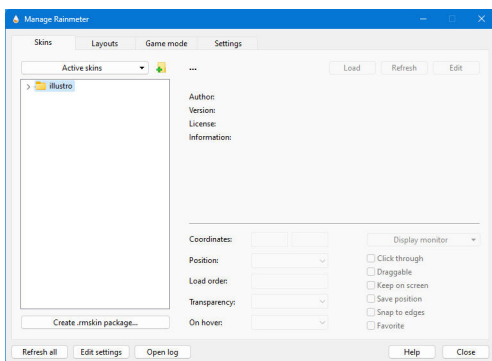 Manage Rainmeter
Skins Layouts Game mode Settings
Active skins ... Load Refresh Edit
illustro
Author:
Version:
License:
Information:
Coordinates: Display monitor
Position: Click through
Draggable
Load order: Keep on screen
Transparency: Save position
Snap to edges
Create .rmskin package... On hover: Favorite
Refresh all Edit settings Open log Help Close